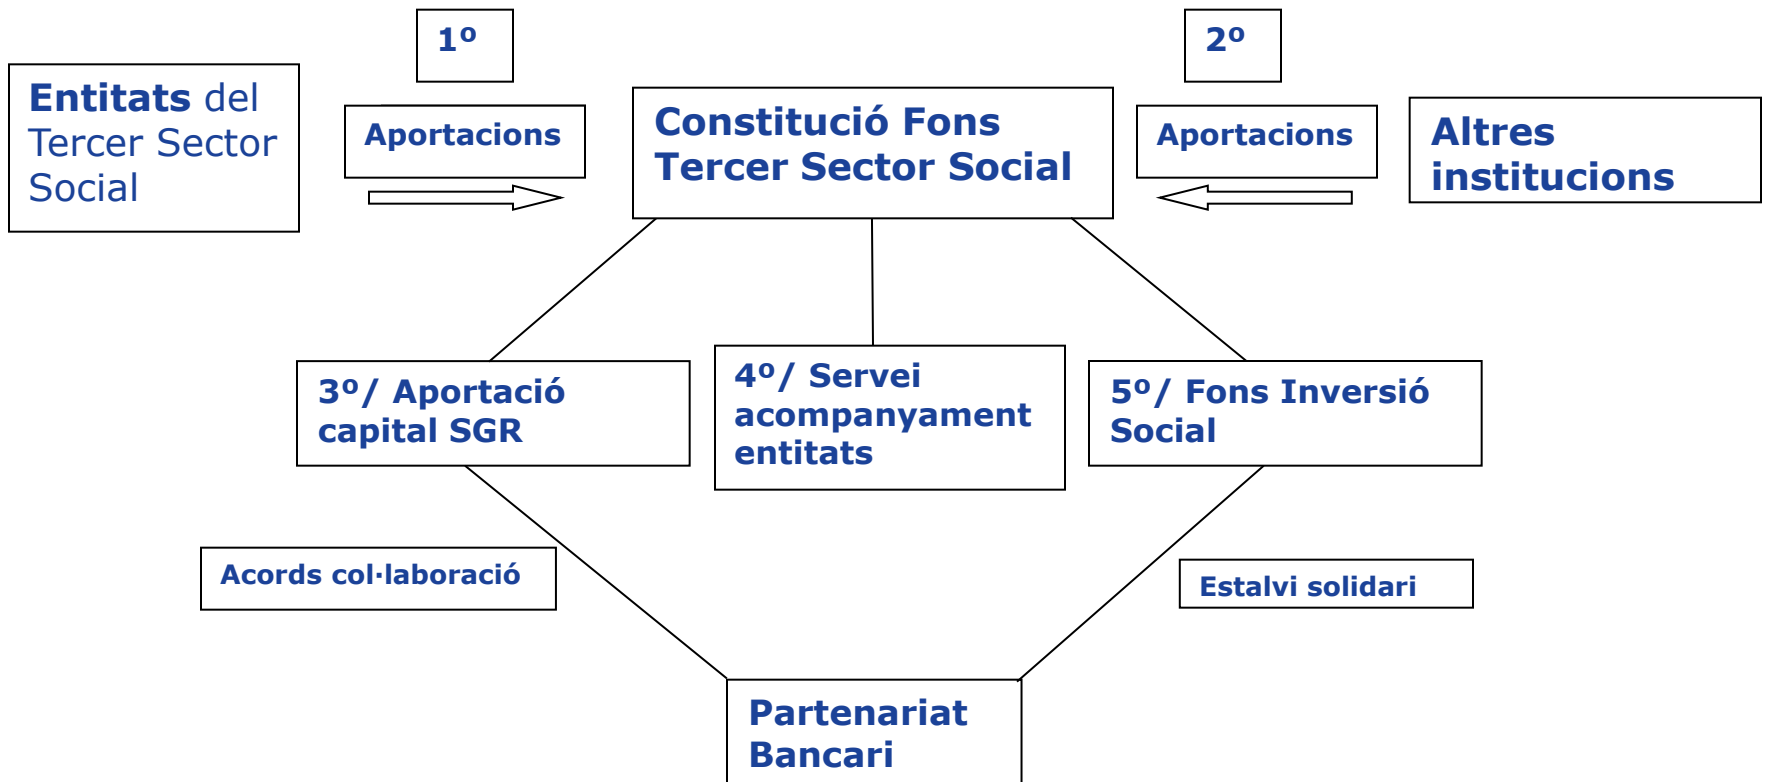 1º
2º
Entitats del
Tercer Sector
Social
Aportacions
Constitució Fons
Tercer Sector Social
Aportacions
Altres
institucions
3º/ Aportació
capital SGR
4º/ Servei
acompanyament
entitats
5º/ Fons Inversió
Social
Acords col·laboració
Estalvi solidari
Partenariat
Bancari